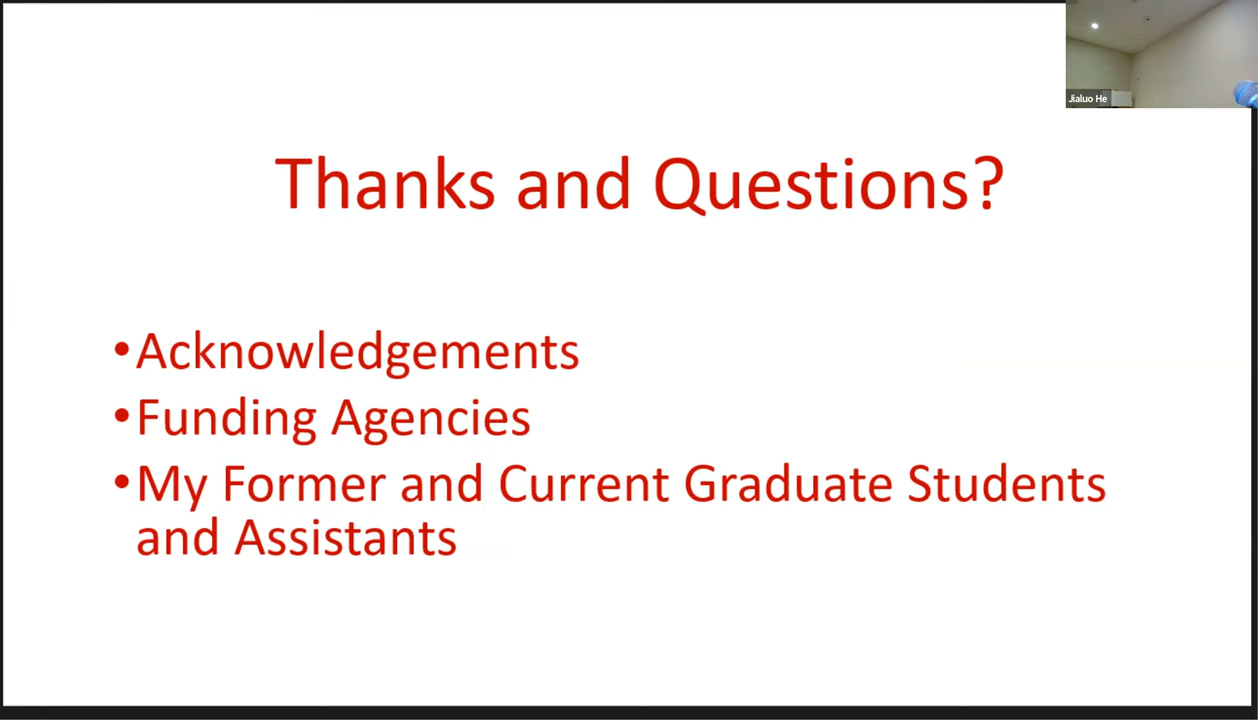 Jialuo He
Thanks and Questions?
•Acknowledgements
•Funding Agencies
•My Former and Current Graduate Students
and Assistants